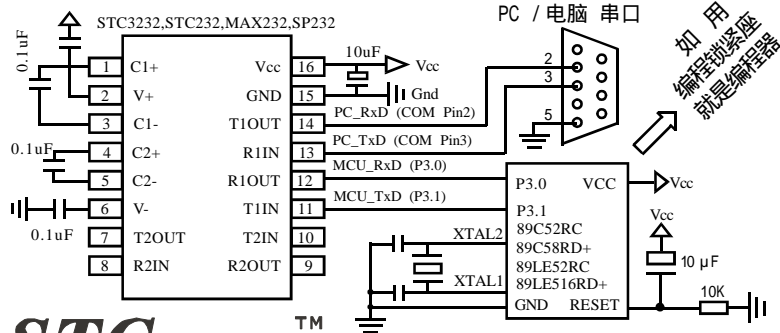 STC3232,STC232,MAX232,SP232
PC / 电脑 串口
如 用
编程锁紧座
就是编程器
0.1uF
10uF
1 C1+ Vcc 16 Vcc
2 V+ GND 15 Gnd
3 C1- T1OUT 14 PC_RxD (COM Pin2)
4 C2+ R1IN 13 PC_TxD (COM Pin3)
5 C2- R1OUT 12 MCU_RxD (P3.0)
6 V- T1IN 11 MCU_TxD (P3.1)
7 T2OUT T2IN 10
8 R2IN R2OUT 9
0.1uF
0.1uF
2
3
5
P3.0 VCC Vcc
P3.1
89C52RC
89C58RD+
89LE52RC
89LE516RD+
GND RESET
XTAL2
XTAL1
Vcc
10 μF
10K
STC TM